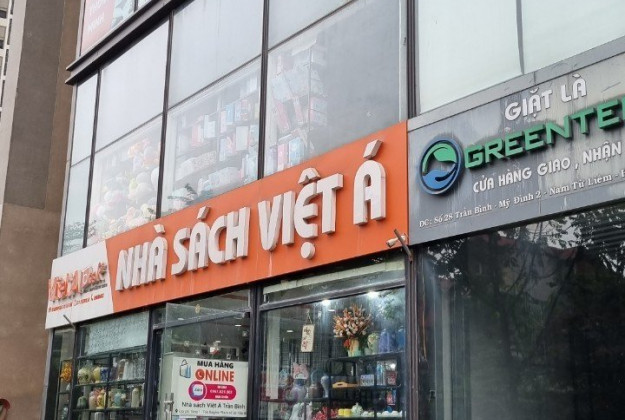 NHÀ SÁCH VIỆT Á
GIẶT LÀ
CỬA HÀNG GIAO, NHẬN
ĐC: Số 28 Trần Bình - Mỹ Đình 2 - Nam Từ Liêm -
MUA HÀNG
ONLINE
Nhà sách Việt Á Trần Bình